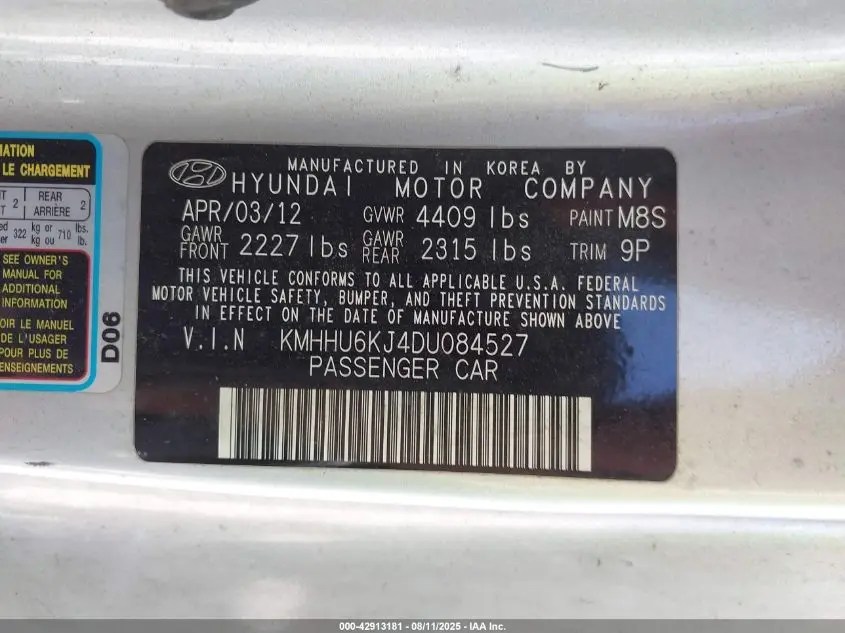 MATION
LE CHARGEMENT
2 REAR 2
ARRIÈRE
322 kg or 710 lbs.
kg ou lb.
SEE OWNER'S
MANUAL FOR
ADDITIONAL
INFORMATION
OIR LE MANUEL
DE L'USAGER
POUR PLUS DE
ENSEIGNEMENTS
D06
MANUFACTURED IN KOREA BY
HYUNDAI MOTOR COMPANY
APR/03/12 GVWR 4409 lbs PAINT M8S
GAWR FRONT 2227 lbs GAWR REAR 2315 lbs TRIM 9P
THIS VEHICLE CONFORMS TO ALL APPLICABLE U.S.A. FEDERAL
MOTOR VEHICLE SAFETY, BUMPER, AND THEFT PREVENTION STANDARDS
IN EFFECT ON THE DATE OF MANUFACTURE SHOWN ABOVE
V.I.N KMHHU6KJ4DU084527
PASSENGER CAR
000-42913181 - 08/11/2025 - IAA Inc.